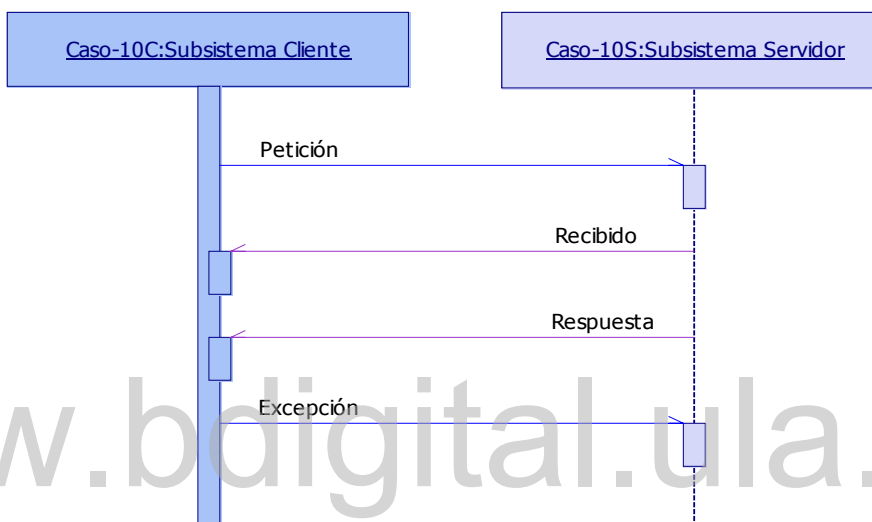 Caso-10C:Subsistema Cliente
Caso-10S:Subsistema Servidor
Petición
Recibido
Respuesta
Excepción
w.bdigital.ula.